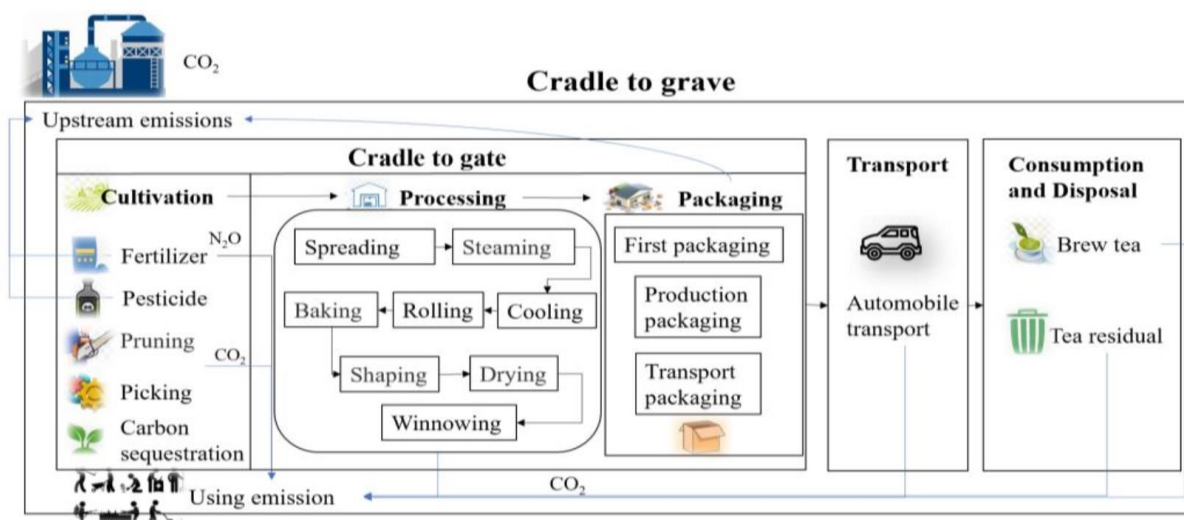 CO₂
Cradle to grave
Upstream emissions
Cradle to gate
Cultivation
Processing
Packaging
Fertilizer
N₂O
Pesticide
Pruning
CO₂
Picking
Carbon
sequestration
Spreading
Steaming
Cooling
Rolling
Baking
Shaping
Drying
Winnowing
First packaging
Production
packaging
Transport
packaging
Transport
Automobile
transport
Consumption
and Disposal
Brew tea
Tea residual
Using emission
CO₂